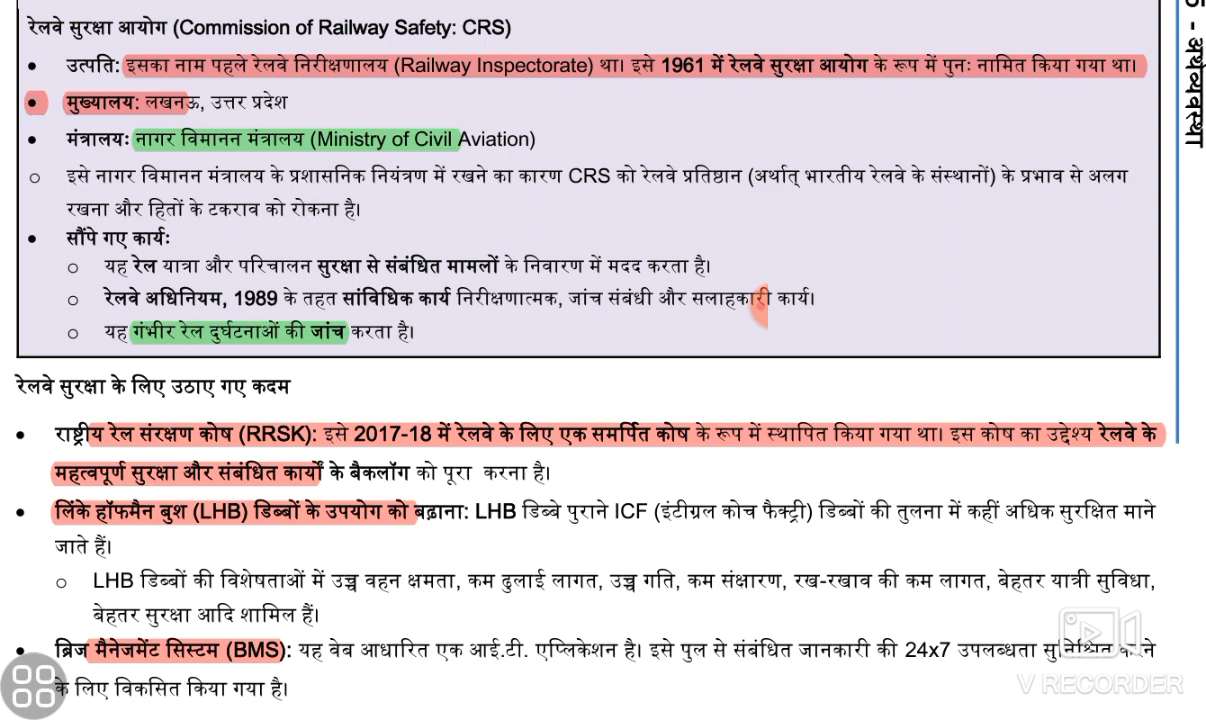 रेलवे सुरक्षा आयोग (Commission of Railway Safety: CRS)
• उत्पति: इसका नाम पहले रेलवे निरीक्षणालय (Railway Inspectorate) था। इसे 1961 में रेलवे सुरक्षा आयोग के रूप में पुनः नामित किया गया था।
• मुख्यालय: लखनऊ, उत्तर प्रदेश
• मंत्रालयः नागर विमानन मंत्रालय (Ministry of Civil Aviation)
o इसे नागर विमानन मंत्रालय के प्रशासनिक नियंत्रण में रखने का कारण CRS को रेलवे प्रतिष्ठान (अर्थात् भारतीय रेलवे के संस्थानों) के प्रभाव से अलग
रखना और हितों के टकराव को रोकना है।
• सौंपे गए कार्यः
o यह रेल यात्रा और परिचालन सुरक्षा से संबंधित मामलों के निवारण में मदद करता है।
o रेलवे अधिनियम, 1989 के तहत सांविधिक कार्य निरीक्षणात्मक, जांच संबंधी और सलाहकारी कार्य।
o यह गंभीर रेल दुर्घटनाओं की जांच करता है।
रेलवे सुरक्षा के लिए उठाए गए कदम
• राष्ट्रीय रेल संरक्षण कोष (RRSK): इसे 2017-18 में रेलवे के लिए एक समर्पित कोष के रूप में स्थापित किया गया था। इस कोष का उद्देश्य रेलवे के
महत्वपूर्ण सुरक्षा और संबंधित कार्यों के बैकलॉग को पूरा करना है।
• लिंके हॉफमैन बुश (LHB) डिब्बों के उपयोग को बढ़ाना: LHB डिब्बे पुराने ICF (इंटीग्रल कोच फैक्ट्री) डिब्बों की तुलना में कहीं अधिक सुरक्षित माने
जाते हैं।
o LHB डिब्बों की विशेषताओं में उच्च वहन क्षमता, कम ढुलाई लागत, उच्च गति, कम संक्षारण, रख-रखाव की कम लागत, बेहतर यात्री सुविधा,
बेहतर सुरक्षा आदि शामिल हैं।
• ब्रिज मैनेजमेंट सिस्टम (BMS): यह वेब आधारित एक आई.टी. एप्लिकेशन है। इसे पुल से संबंधित जानकारी की 24x7 उपलब्धता सुनिश्चित करने
के लिए विकसित किया गया है।
- अर्थव्यवस्था
V RECORDER